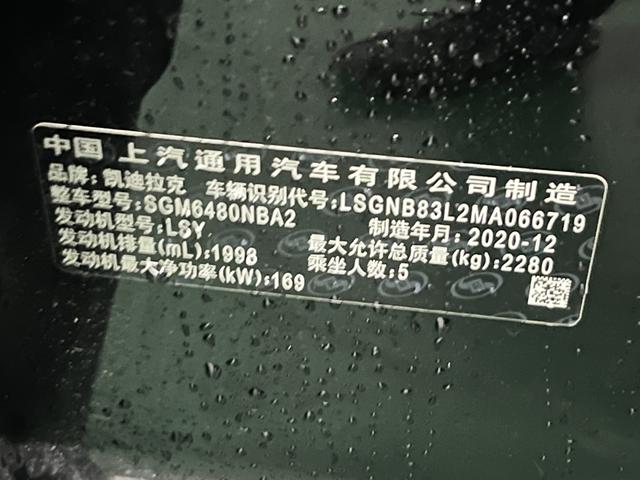 中国 上汽通用汽车有限公司制造
品牌:凯迪拉克 车辆识别代号:LSGNB83L2MA066719
整车型号:SGM6480NBA2 制造年月:2020-12
发动机型号:LSY 最大允许总质量(kg):2280
发动机排量(mL):1998 乘坐人数:5
发动机最大净功率(kW):169